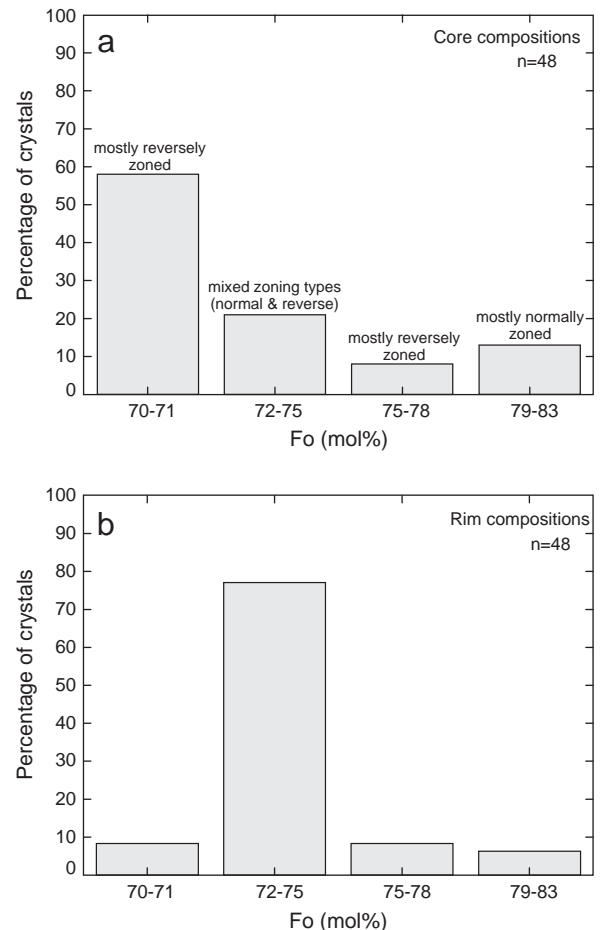 a
Core compositions
n=48
Percentage of crystals
100
90
80
70
60
50
40
30
20
10
0
mostly reversely
zoned
mixed zoning types
(normal & reverse)
mostly reversely
zoned
mostly normally
zoned
70-71
72-75
75-78
79-83
Fo (mol%)
b
Rim compositions
n=48
Percentage of crystals
100
90
80
70
60
50
40
30
20
10
0
70-71
72-75
75-78
79-83
Fo (mol%)